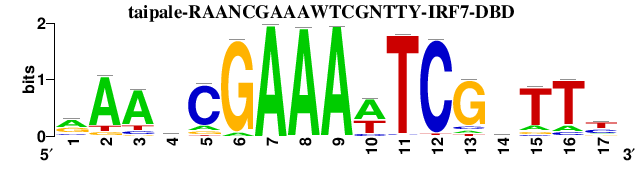 taipale-RAANCGAAAWTCGNTTY-IRF7-DBD
2
bits
1
0
A A A C G A A A A T T C G T T T
1 2 3 4 5 6 7 8 9 10 11 12 13 14 15 16 17
5′ 3′